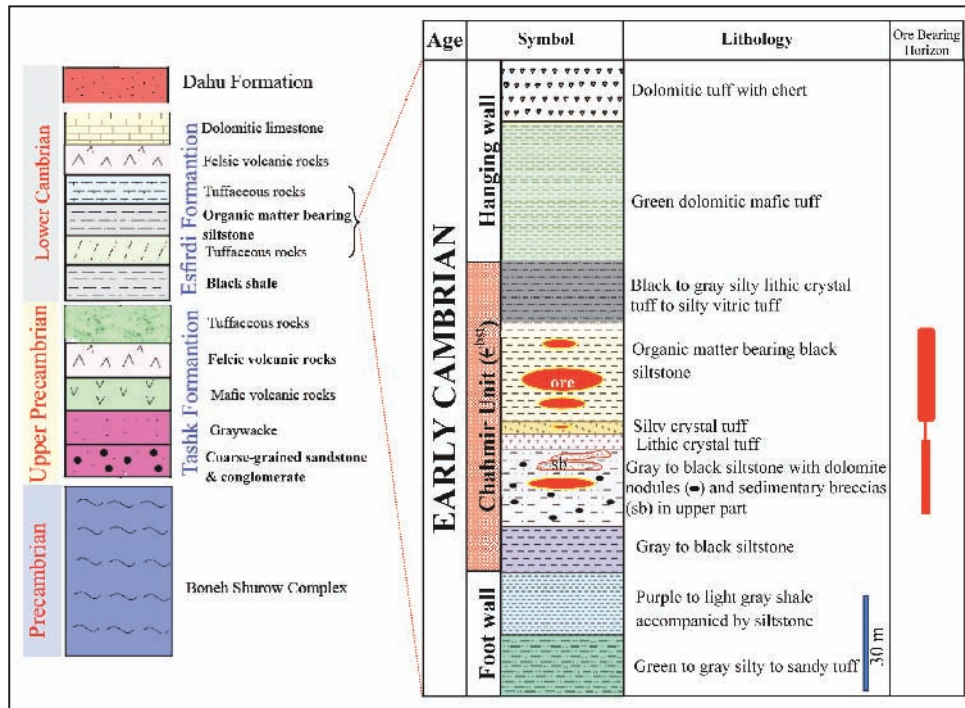 Dahu Formation
Dolomitic limestone
Felsic volcanic rocks
Tuffaceous rocks
Organic matter bearing
siltstone
Tuffaceous rocks
Black shale
Tuffaceous rocks
Felcic volcanic rocks
Mafic volcanic rocks
Graywacke
Coarse-grained sandstone
& conglomerate
Boneh Shurow Complex
Lower Cambrian
Upper Precambrian
Precambrian
Esfirdi Formantion
Tashk Formantion
Age
Symbol
Lithology
Ore Bearing
Horizon
EARLY CAMBRIAN
Hanging wall
Chahmir Unit (Є bst)
Foot wall
Dolomitic tuff with chert
Green dolomitic mafic tuff
Black to gray silty lithic crystal
tuff to silty vitric tuff
Organic matter bearing black
siltstone
ore
Silty crystal tuff
Lithic crystal tuff
sb
Gray to black siltstone with dolomite
nodules (●) and sedimentary breccias
(sb) in upper part
Gray to black siltstone
Purple to light gray shale
accompanied by siltstone
Green to gray silty to sandy tuff
30 m